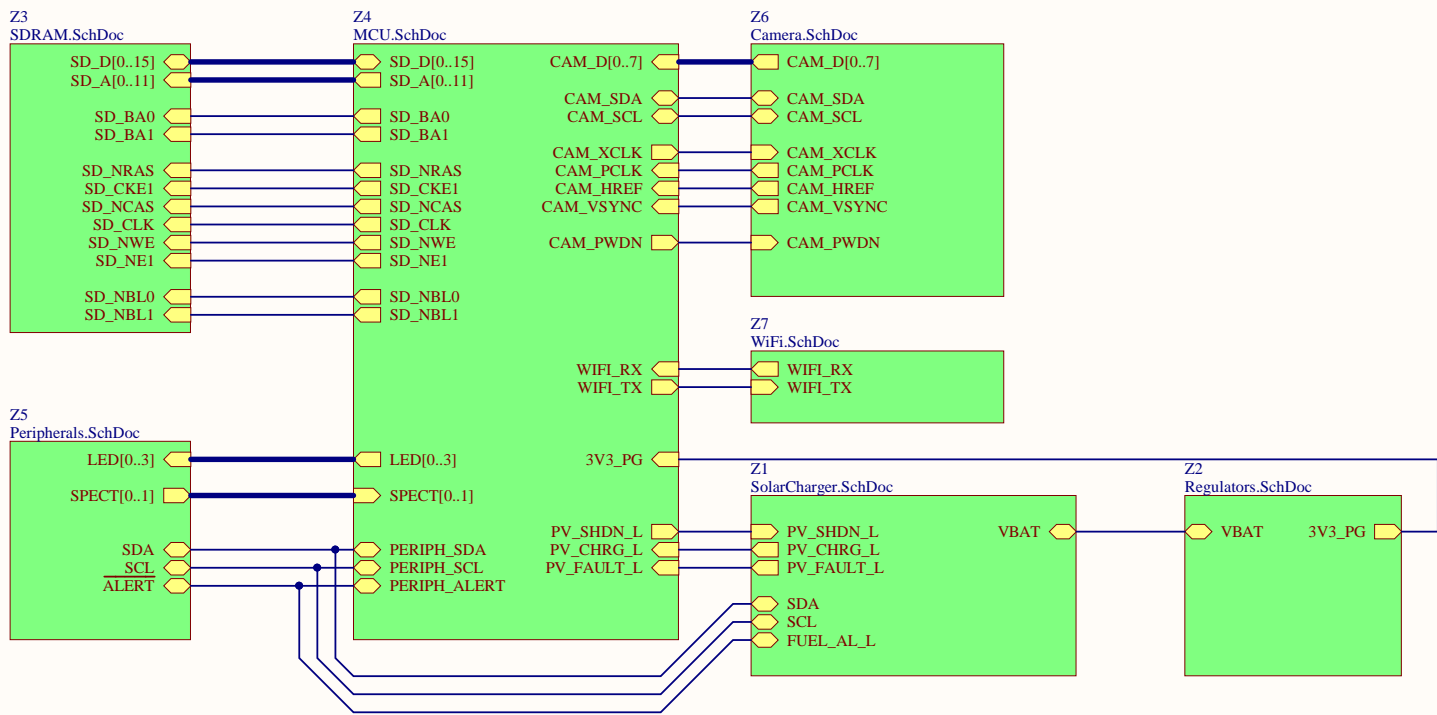 Z3
SDRAM.SchDoc
SD_D[0..15]
SD_A[0..11]
SD_BA0
SD_BA1
SD_NRAS
SD_CKE1
SD_NCAS
SD_CLK
SD_NWE
SD_NE1
SD_NBL0
SD_NBL1
Z4
MCU.SchDoc
SD_D[0..15]
SD_A[0..11]
SD_BA0
SD_BA1
SD_NRAS
SD_CKE1
SD_NCAS
SD_CLK
SD_NWE
SD_NE1
SD_NBL0
SD_NBL1
LED[0..3]
SPECT[0..1]
PERIPH_SDA
PERIPH_SCL
PERIPH_ALERT
CAM_D[0..7]
CAM_SDA
CAM_SCL
CAM_XCLK
CAM_PCLK
CAM_HREF
CAM_VSYNC
CAM_PWDN
WIFI_RX
WIFI_TX
3V3_PG
PV_SHDN_L
PV_CHRG_L
PV_FAULT_L
Z6
Camera.SchDoc
CAM_D[0..7]
CAM_SDA
CAM_SCL
CAM_XCLK
CAM_PCLK
CAM_HREF
CAM_VSYNC
CAM_PWDN
Z7
WiFi.SchDoc
WIFI_RX
WIFI_TX
Z5
Peripherals.SchDoc
LED[0..3]
SPECT[0..1]
SDA
SCL
ALERT
Z1
SolarCharger.SchDoc
PV_SHDN_L
PV_CHRG_L
PV_FAULT_L
SDA
SCL
FUEL_AL_L
VBAT
Z2
Regulators.SchDoc
VBAT
3V3_PG